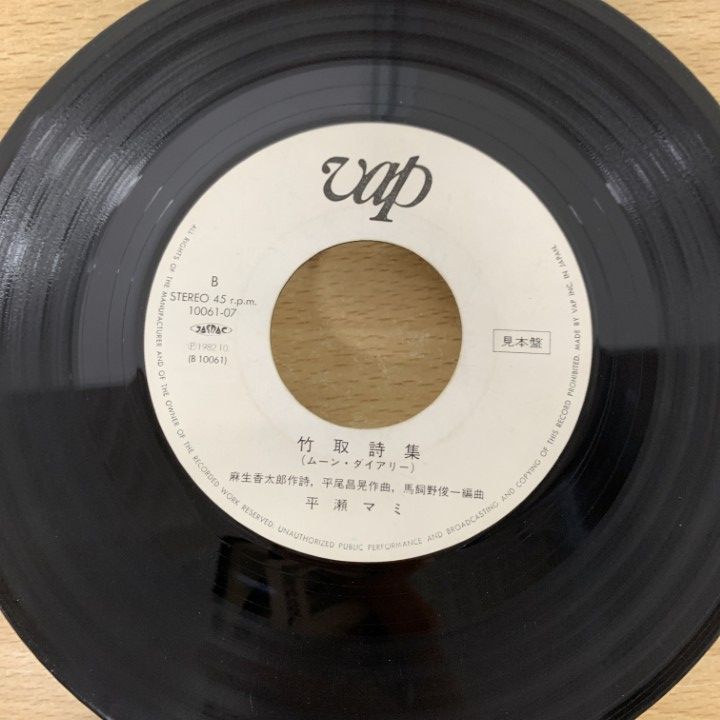 vap
B
STEREO 45 r.p.m.
10061-07
JASRAC
Ⓟ1982.10.
(B 10061)
見本盤
竹取詩集
(ムーン・ダイアリー)
麻生香太郎作詩, 平尾昌晃作曲, 馬飼野俊一編曲
平瀬マミ
ALL RIGHTS OF THE MANUFACTURER AND OF THE OWNER OF THE RECORDED WORK RESERVED. UNAUTHORIZED PUBLIC PERFORMANCE AND BROADCASTING AND COPYING OF THIS RECORD PROHIBITED. MADE BY VAP INC. IN JAPAN.